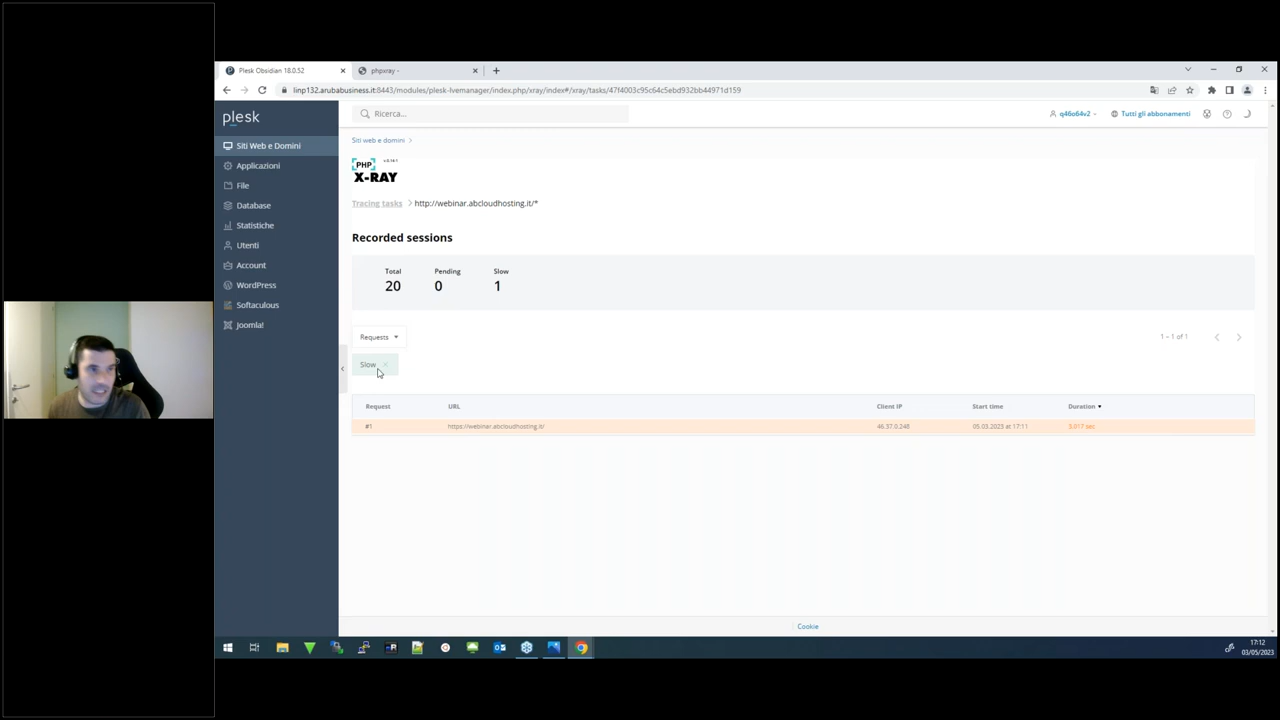 Plesk Obsidian 18.0.52
phpxray -
linp132.arubabusiness.it:8443/modules/plesk-lvemanager/index.php/xray/index#/xray/tasks/47f4003c95c64c5ebd932bb44971d159
plesk
Ricerca...
q46o64v2
Tutti gli abbonamenti
Siti Web e Domini
Applicazioni
File
Database
Statistiche
Utenti
Account
WordPress
Softaculous
Joomla!
Siti web e domini >
PHP
X-RAY
Tracing tasks > http://webinar.abcloudhosting.it/*
Recorded sessions
Total Pending Slow
20 0 1
Requests
1 – 1 of 1
Slow ×
Request URL Client IP Start time Duration
#1 https://webinar.abcloudhosting.it/ 46.37.0.248 05.03.2023 at 17:11 3.017 sec
Cookie
17:12
03/05/2023